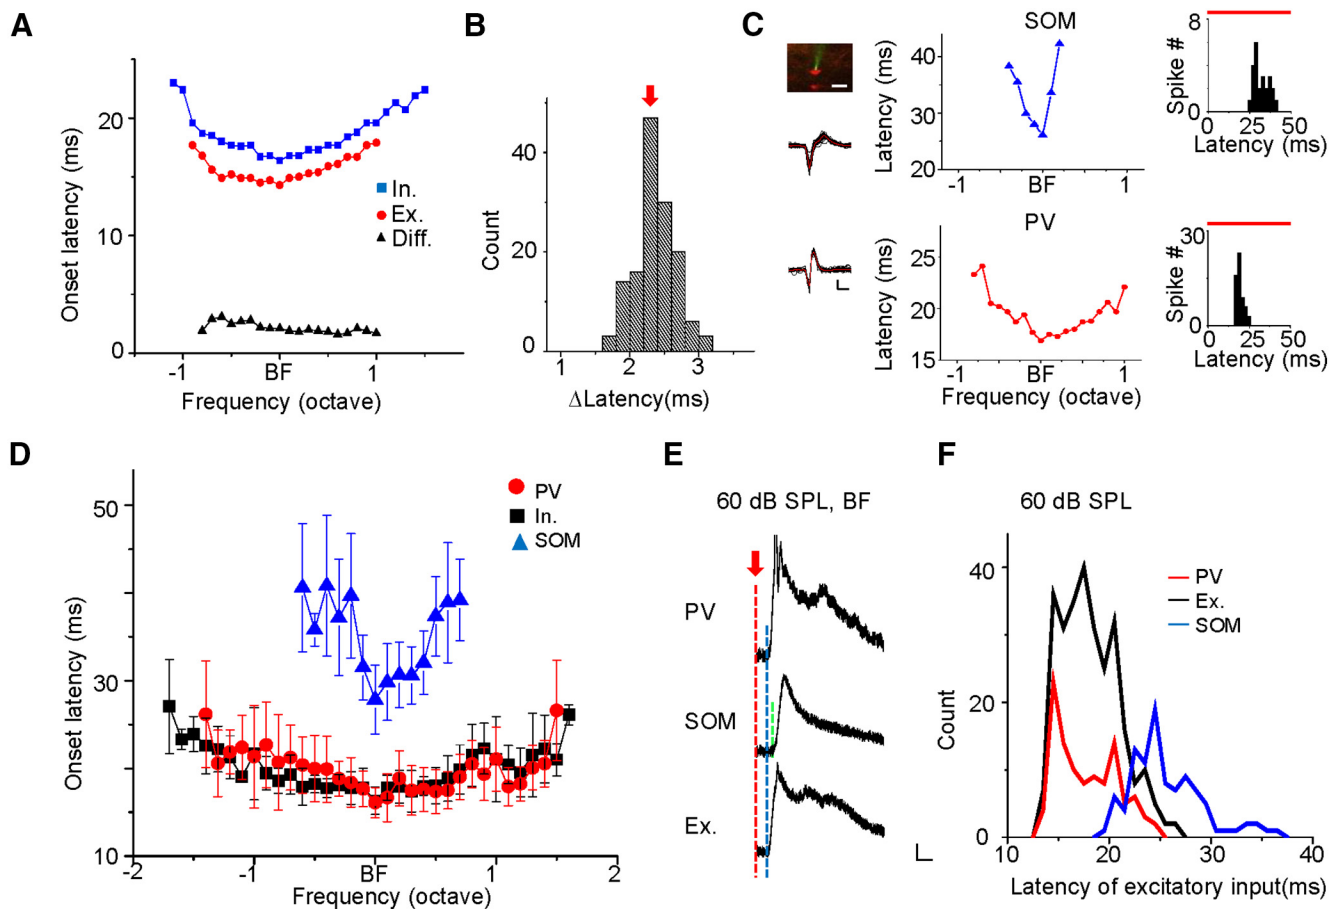 A
Onset latency (ms)
20
10
0
In.
Ex.
Diff.
-1
BF
1
Frequency (octave)
B
Count
40
20
0
1
2
3
ΔLatency(ms)
C
SOM
Latency (ms)
40
30
20
-1
BF
1
Spike #
8
0
0
25
50
Latency (ms)
PV
Latency (ms)
25
20
15
-1
BF
1
Frequency (octave)
Spike #
30
0
0
25
50
Latency (ms)
D
Onset latency (ms)
50
30
10
PV
In.
SOM
-2
-1
BF
1
2
Frequency (octave)
E
60 dB SPL, BF
PV
SOM
Ex.
F
60 dB SPL
Count
40
20
0
PV
Ex.
SOM
10
20
30
40
Latency of excitatory input(ms)